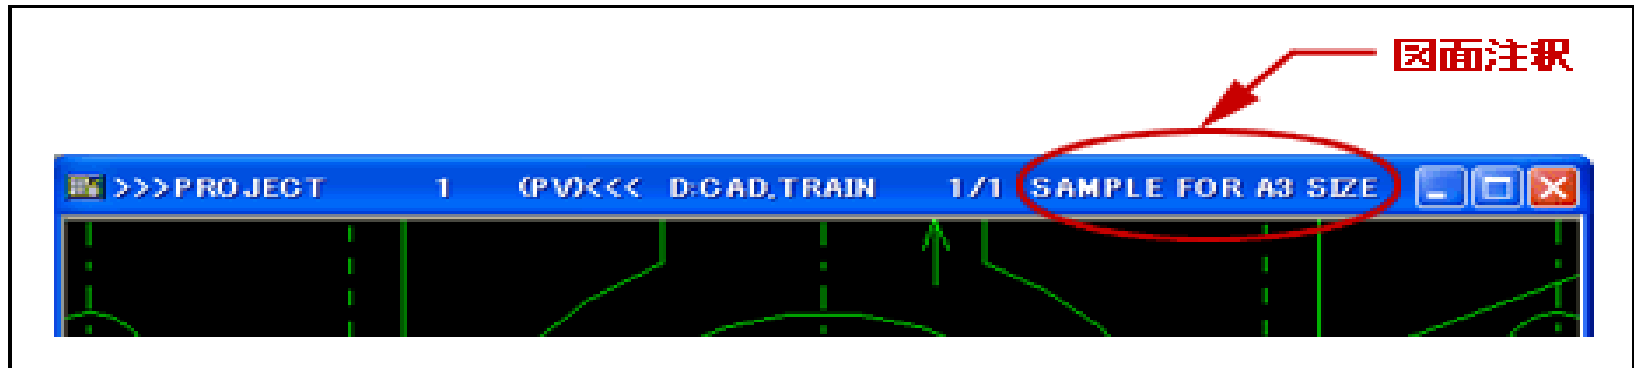 図面注釈
>>>PROJECT 1 (PV)<<< D:CAD,TRAIN 1/1 SAMPLE FOR A3 SIZE